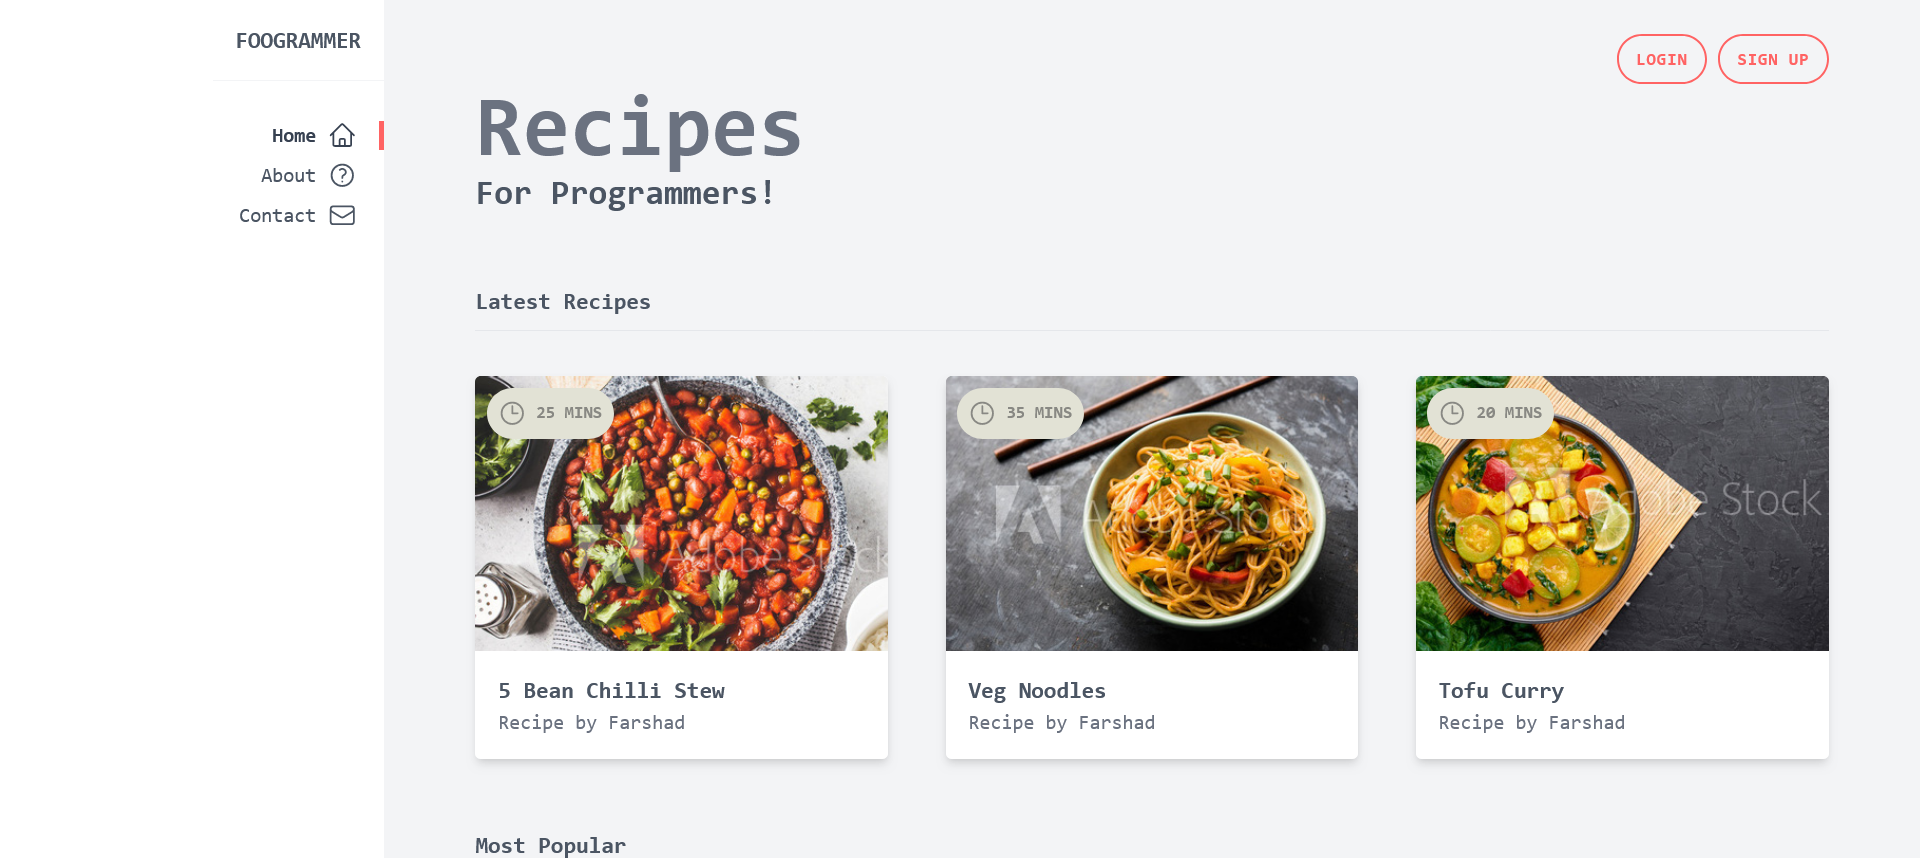 FOOGRAMMER
Home
About
Contact
LOGIN
SIGN UP
Recipes
For Programmers!
Latest Recipes
25 MINS
Adobe Stock
5 Bean Chilli Stew
Recipe by Farshad
35 MINS
Adobe Stock
Veg Noodles
Recipe by Farshad
20 MINS
Adobe Stock
Tofu Curry
Recipe by Farshad
Most Popular